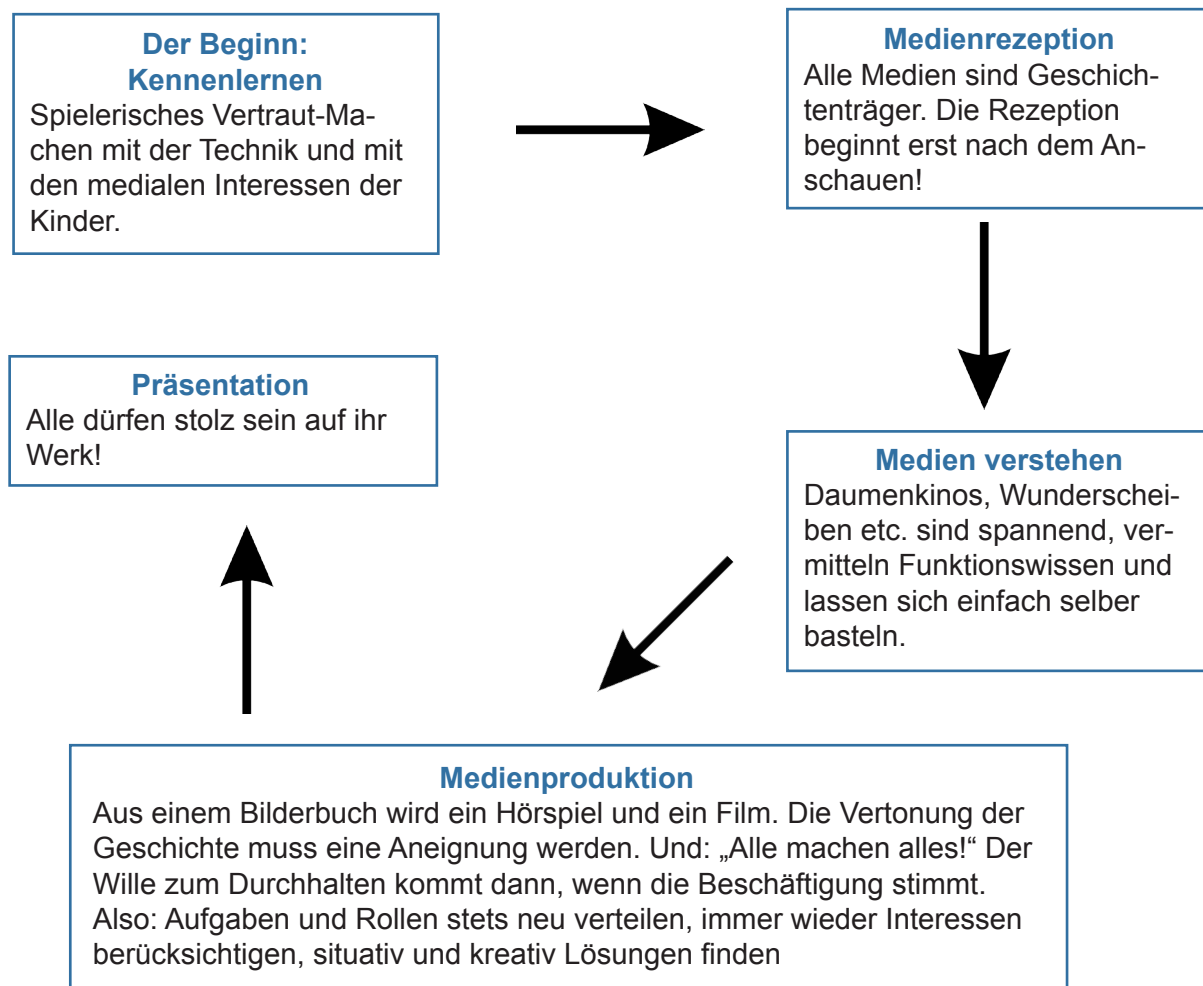 Der Beginn:
Kennenlernen
Spielerisches Vertraut-Ma-
chen mit der Technik und mit
den medialen Interessen der
Kinder.
Medienrezeption
Alle Medien sind Geschich-
tenträger. Die Rezeption
beginnt erst nach dem An-
schauen!
Medien verstehen
Daumenkinos, Wunderschei-
ben etc. sind spannend, ver-
mitteln Funktionswissen und
lassen sich einfach selber
basteln.
Medienproduktion
Aus einem Bilderbuch wird ein Hörspiel und ein Film. Die Vertonung der
Geschichte muss eine Aneignung werden. Und: „Alle machen alles!“ Der
Wille zum Durchhalten kommt dann, wenn die Beschäftigung stimmt.
Also: Aufgaben und Rollen stets neu verteilen, immer wieder Interessen
berücksichtigen, situativ und kreativ Lösungen finden
Präsentation
Alle dürfen stolz sein auf ihr
Werk!